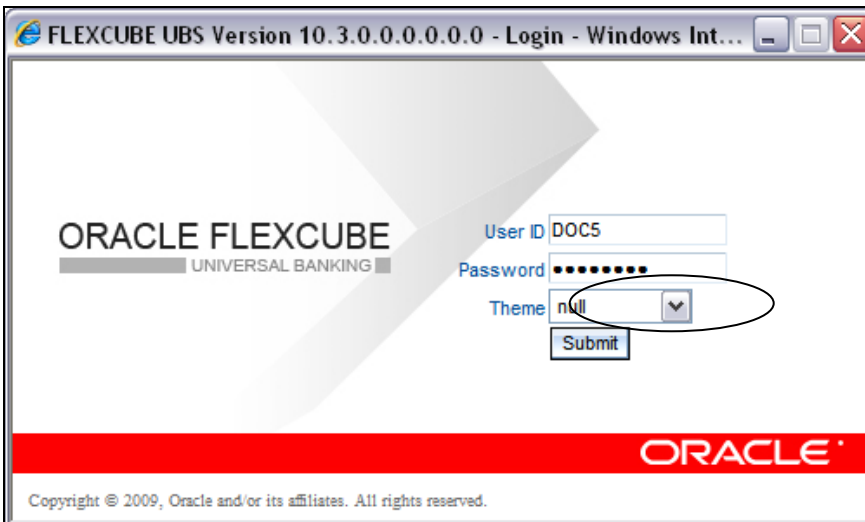 FLEXCUBE UBS Version 10.3.0.0.0.0.0.0 - Login - Windows Int...
ORACLE FLEXCUBE
UNIVERSAL BANKING
User ID DOC5
Password ●●●●●●●●
Theme null
Submit
ORACLE
Copyright © 2009, Oracle and/or its affiliates. All rights reserved.